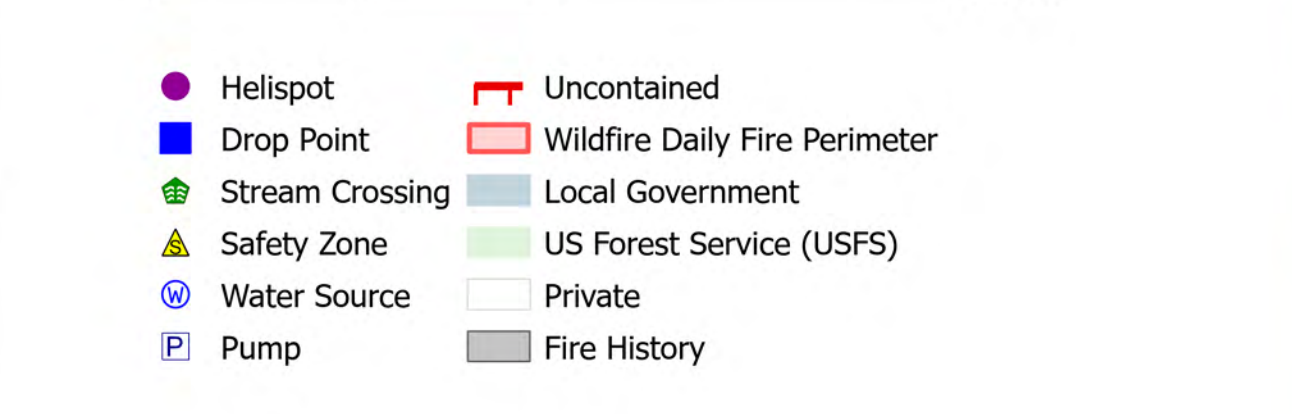 Helispot
Drop Point
Stream Crossing
S Safety Zone
W Water Source
P Pump
Uncontained
Wildfire Daily Fire Perimeter
Local Government
US Forest Service (USFS)
Private
Fire History